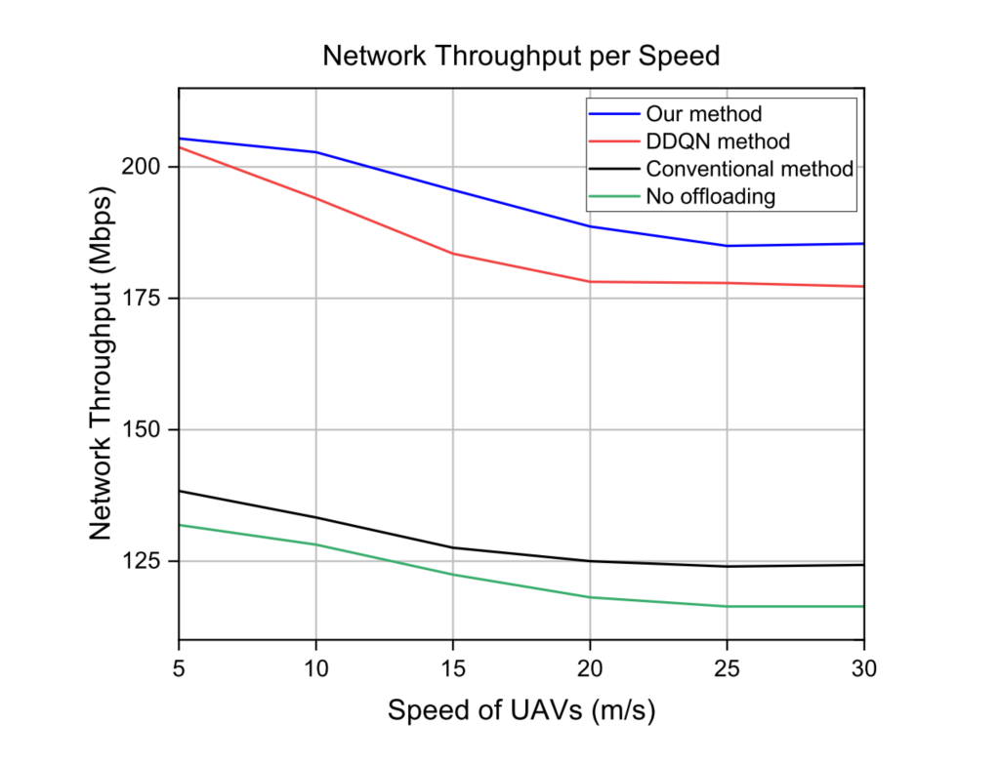 Network Throughput per Speed
Our method
DDQN method
Conventional method
No offloading
Network Throughput (Mbps)
200
175
150
125
5 10 15 20 25 30
Speed of UAVs (m/s)